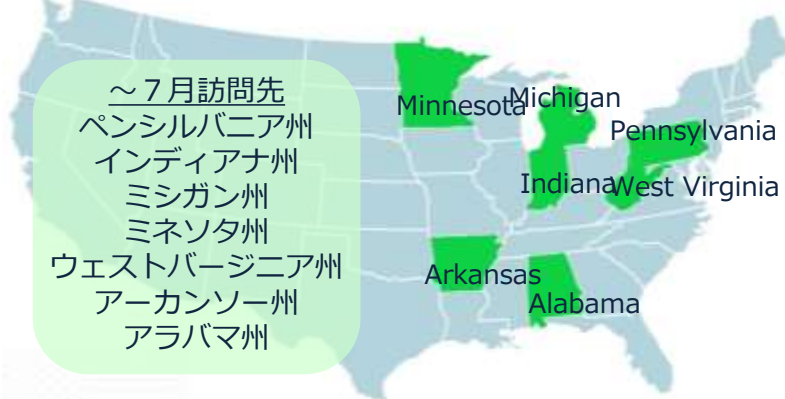 ～７月訪問先
ペンシルバニア州
インディアナ州
ミシガン州
ミネソタ州
ウェストバージニア州
アーカンソー州
アラバマ州
Minnesota
Michigan
Pennsylvania
Indiana
West Virginia
Arkansas
Alabama